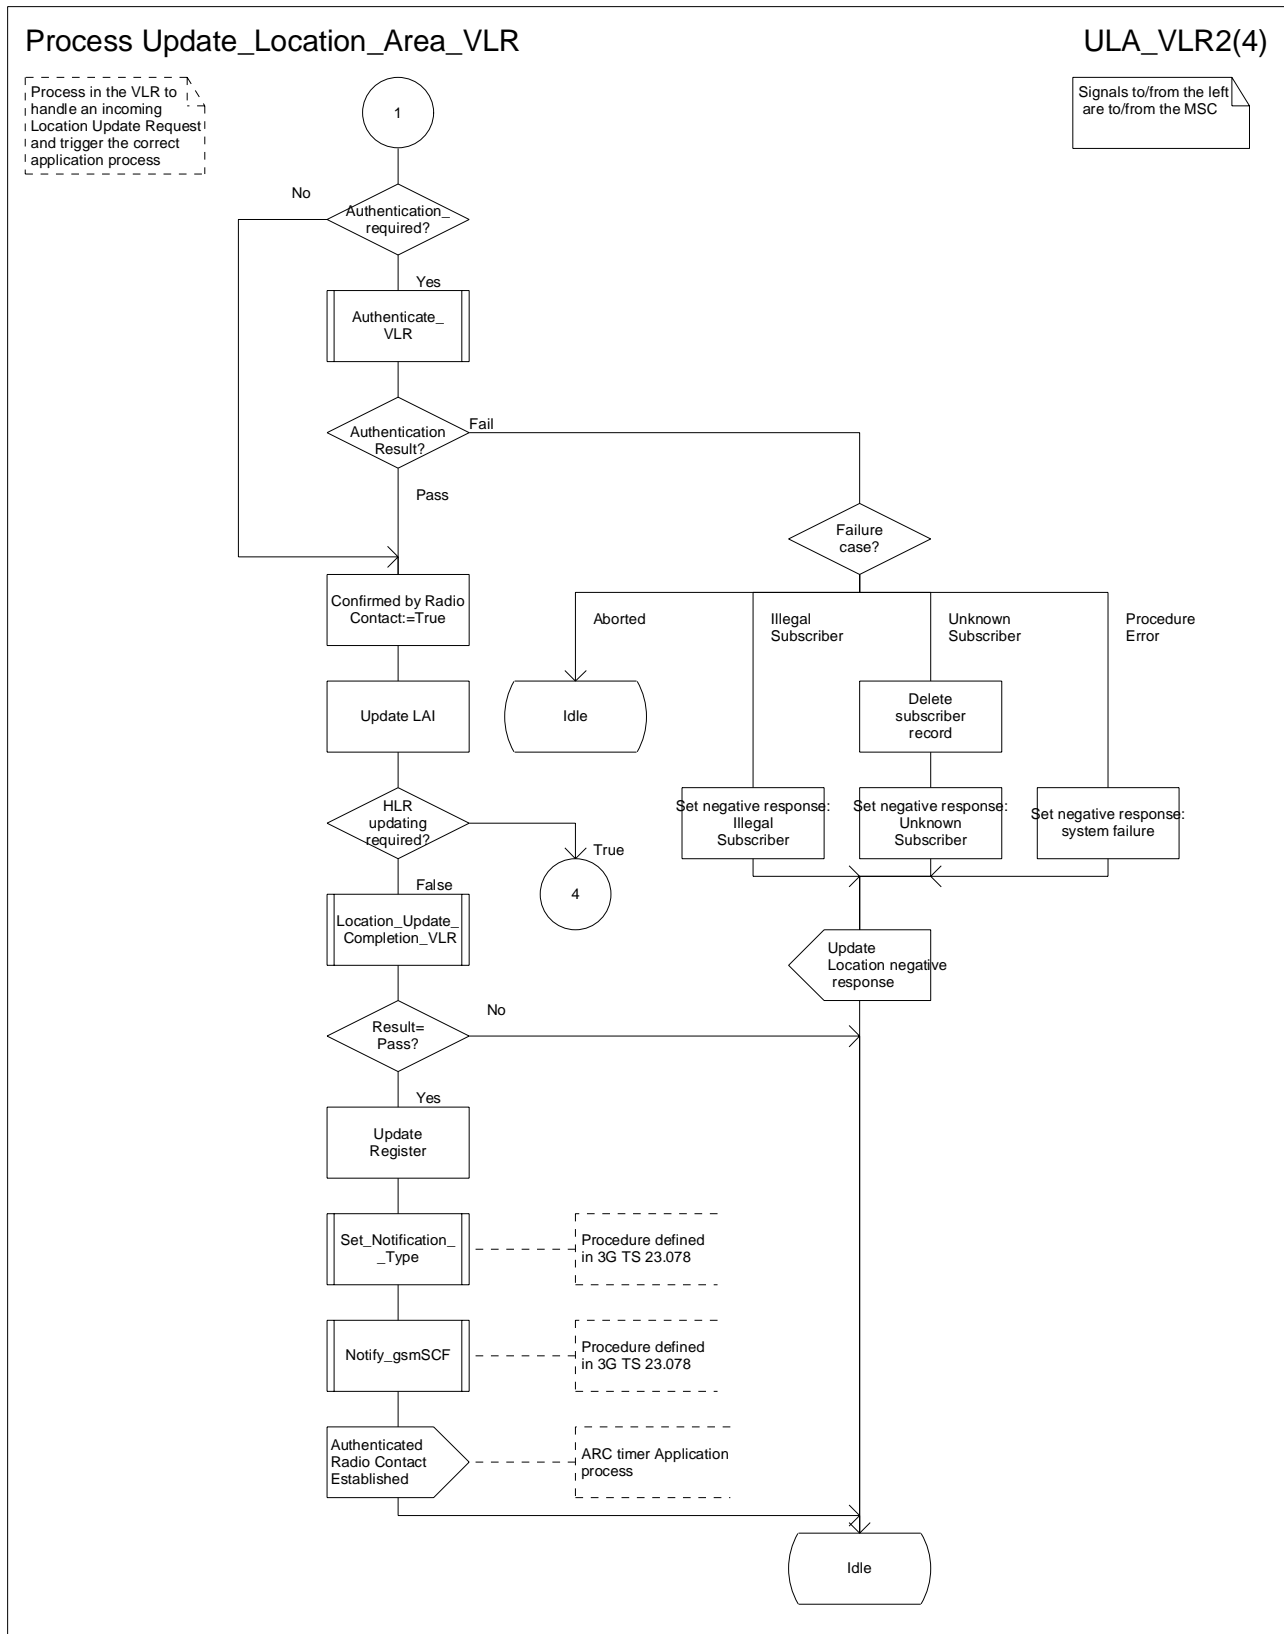 Process Update_Location_Area_VLR
ULA_VLR2(4)
Process in the VLR to
handle an incoming
Location Update Request
and trigger the correct
application process
Signals to/from the left
are to/from the MSC
1
No
Authentication_
required?
Yes
Authenticate_
VLR
Authentication
Result?
Fail
Pass
Failure
case?
Confirmed by Radio
Contact:=True
Aborted
Illegal
Subscriber
Unknown
Subscriber
Procedure
Error
Update LAI
Idle
Delete
subscriber
record
HLR
updating
required?
True
Set negative response:
Illegal
Subscriber
Set negative response:
Unknown
Subscriber
Set negative response:
system failure
False
4
Location_Update_
Completion_VLR
Update
Location negative
response
Result=
Pass?
No
Yes
Update
Register
Set_Notification_
_Type
Procedure defined
in 3G TS 23.078
Notify_gsmSCF
Procedure defined
in 3G TS 23.078
Authenticated
Radio Contact
Established
ARC timer Application
process
Idle